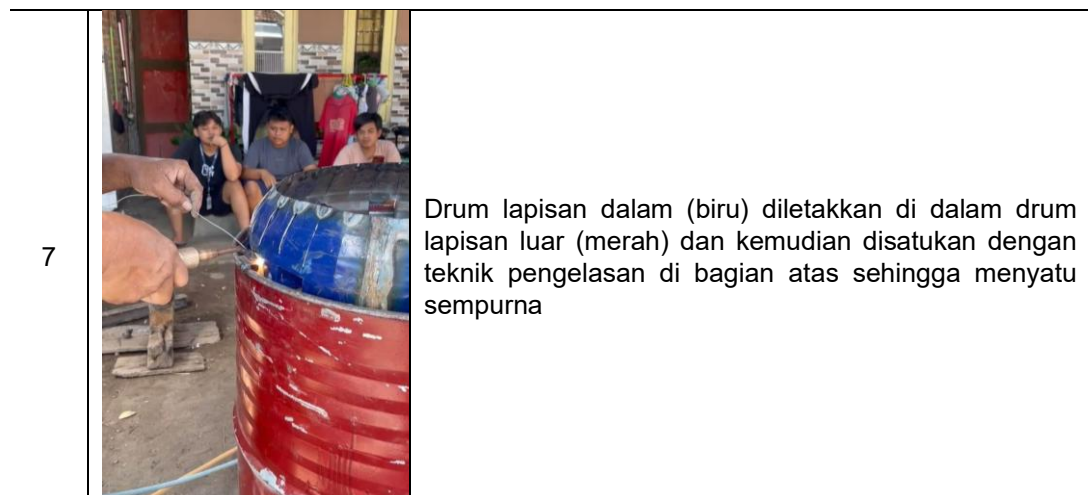 7
Drum lapisan dalam (biru) diletakkan di dalam drum
lapisan luar (merah) dan kemudian disatukan dengan
teknik pengelasan di bagian atas sehingga menyatu
sempurna